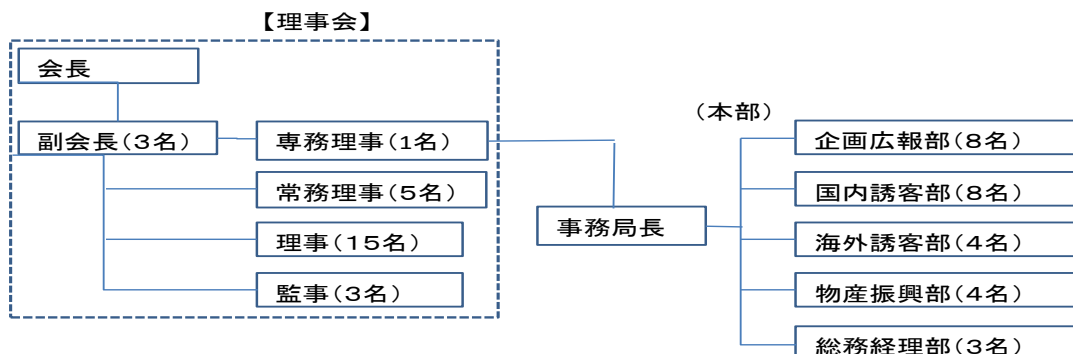 【理事会】
会長
副会長(3名)
専務理事(1名)
常務理事(5名)
理事(15名)
監事(3名)
事務局長
(本部)
企画広報部(8名)
国内誘客部(8名)
海外誘客部(4名)
物産振興部(4名)
総務経理部(3名)